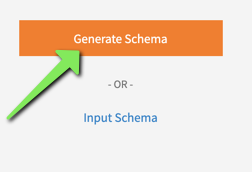 Generate Schema
- OR -
Input Schema